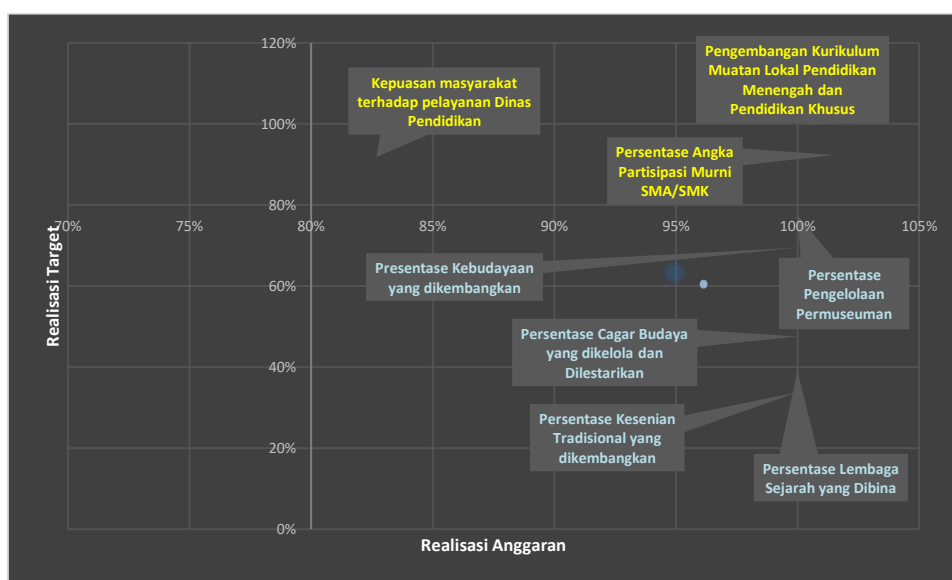 120%
100%
80%
60%
40%
20%
0%
70%
75%
80%
85%
90%
95%
100%
105%
Realisasi Target
Realisasi Anggaran
Kepuasan masyarakat
terhadap pelayanan Dinas
Pendidikan
Pengembangan Kurikulum
Muatan Lokal Pendidikan
Menengah dan
Pendidikan Khusus
Persentase Angka
Partisipasi Murni
SMA/SMK
Presentase Kebudayaan
yang dikembangkan
Persentase
Pengelolaan
Permuseuman
Persentase Cagar Budaya
yang dikelola dan
Dilestarikan
Persentase Kesenian
Tradisional yang
dikembangkan
Persentase Lembaga
Sejarah yang Dibina